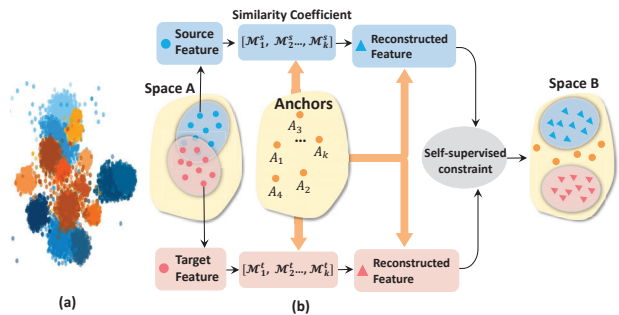 Similarity Coefficient
Source
Feature
[𝓜₁ˢ, 𝓜₂ˢ..., 𝓜ₖˢ]
Reconstructed
Feature
Space A
Anchors
A₃
...
A₁
Aₖ
A₄
A₂
Self-supervised
constraint
Space B
Target
Feature
[𝓜₁ᵗ, 𝓜₂ᵗ..., 𝓜ₖᵗ]
Reconstructed
Feature
(a)
(b)